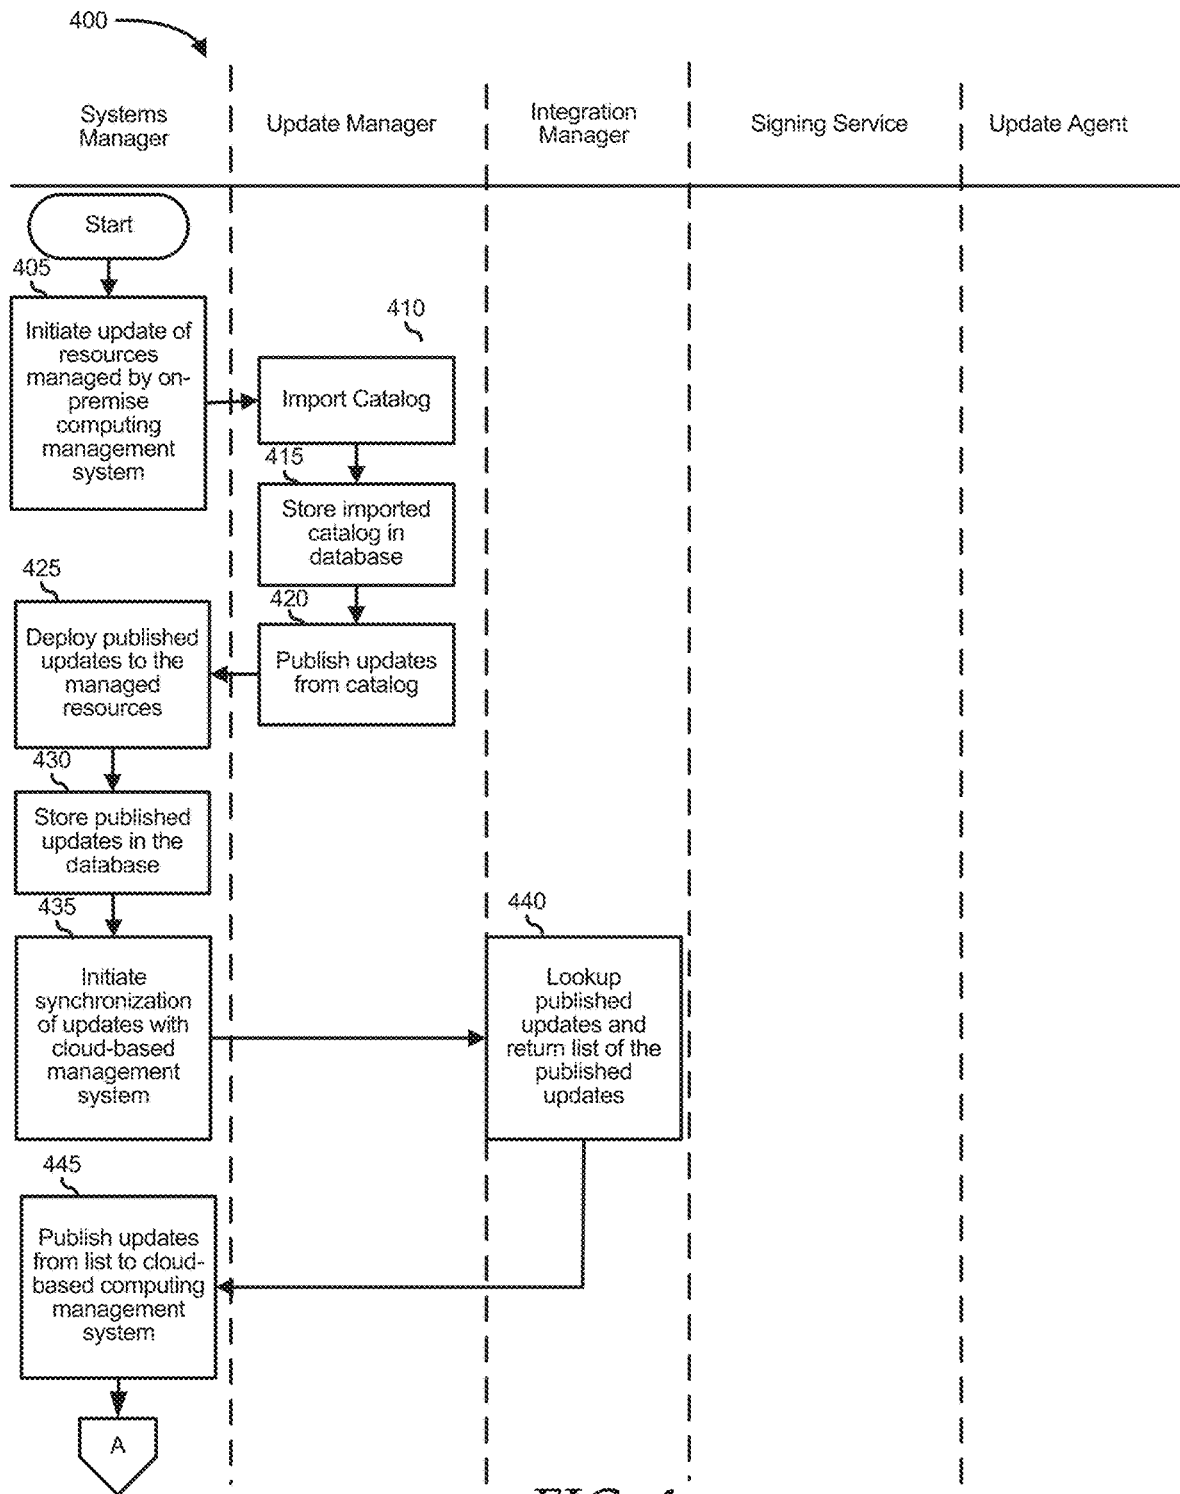 400
Systems
Manager
Update Manager
Integration
Manager
Signing Service
Update Agent
Start
405
Initiate update of
resources
managed by on-
premise
computing
management
system
410
Import Catalog
415
Store imported
catalog in
database
420
Publish updates
from catalog
425
Deploy published
updates to the
managed
resources
430
Store published
updates in the
database
435
Initiate
synchronization
of updates with
cloud-based
management
system
440
Lookup
published
updates and
return list of the
published
updates
445
Publish updates
from list to cloud-
based computing
management
system
A